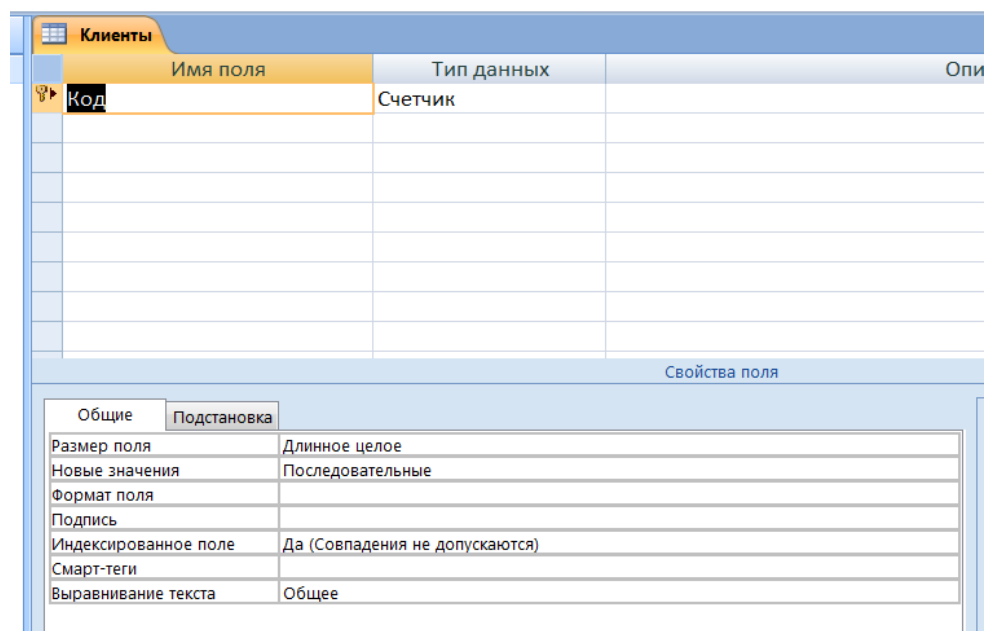 Клиенты
Имя поля Тип данных Опи
Код Счетчик
Свойства поля
Общие Подстановка
Размер поля Длинное целое
Новые значения Последовательные
Формат поля
Подпись
Индексированное поле Да (Совпадения не допускаются)
Смарт-теги
Выравнивание текста Общее